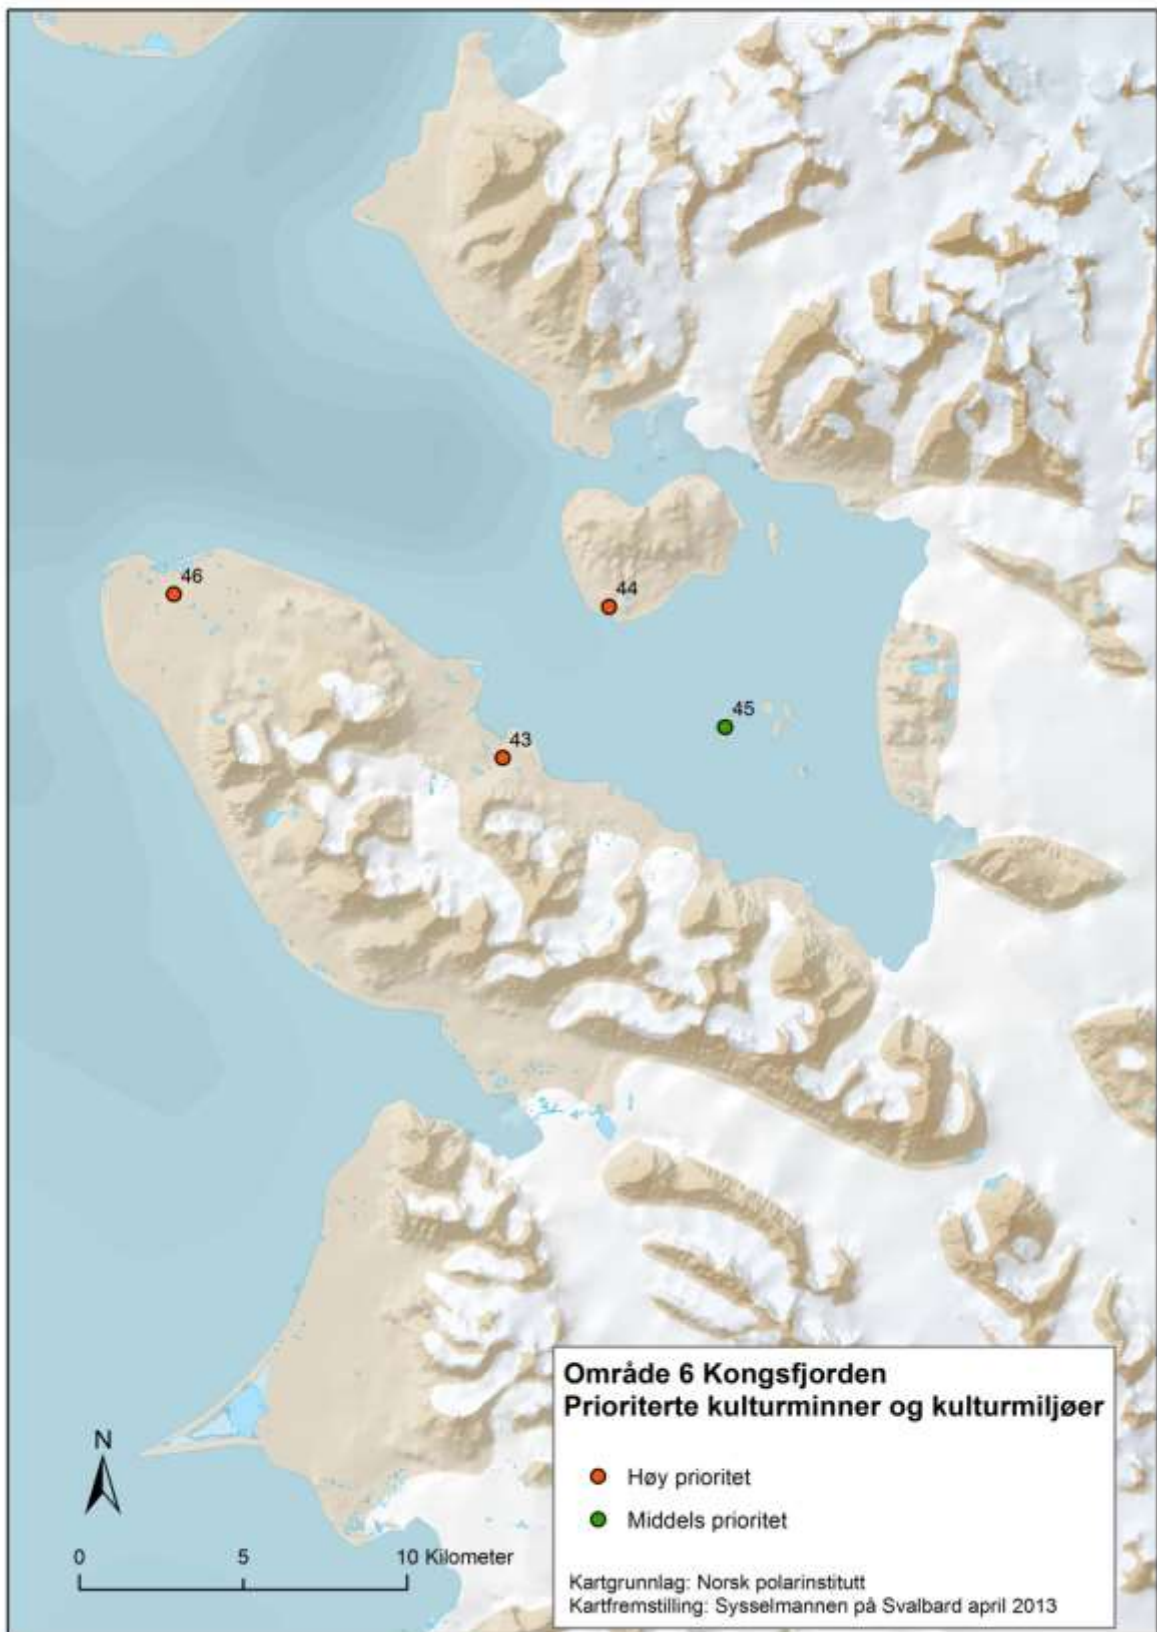 46
44
45
43
Område 6 Kongsfjorden
Prioriterte kulturminner og kulturmiljøer
Høy prioritet
Middels prioritet
Kartgrunnlag: Norsk polarinstitutt
Kartfremstilling: Sysselmannen på Svalbard april 2013
N
0 5 10 Kilometer